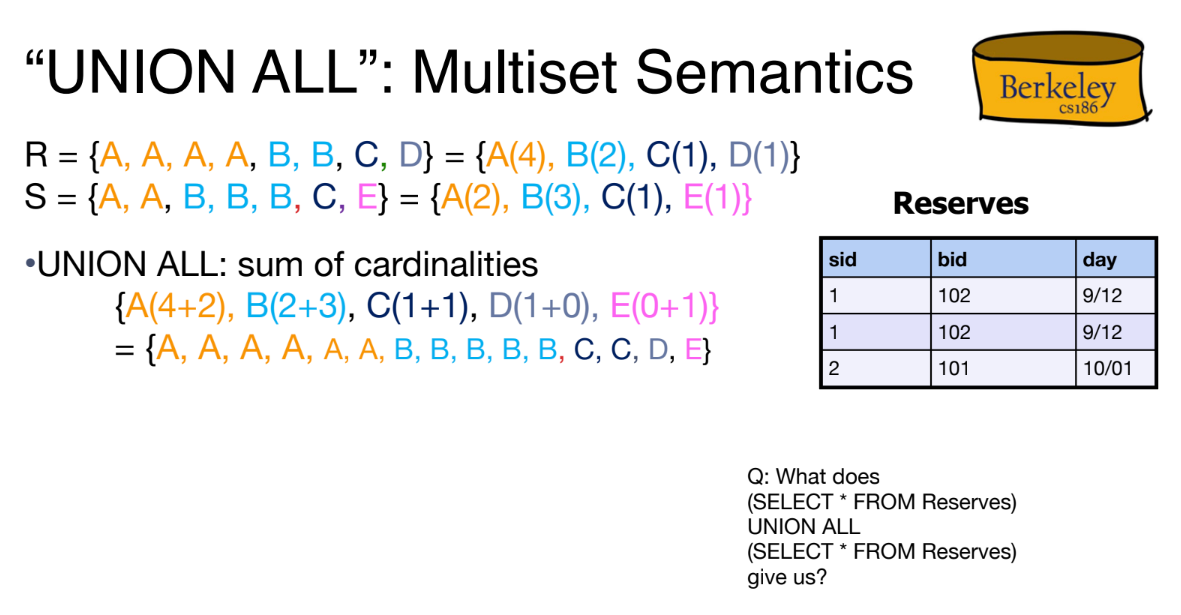 “UNION ALL”: Multiset Semantics
Berkeley
cs186
R = {A, A, A, A, B, B, C, D} = {A(4), B(2), C(1), D(1)}
S = {A, A, B, B, B, C, E} = {A(2), B(3), C(1), E(1)}
•UNION ALL: sum of cardinalities
{A(4+2), B(2+3), C(1+1), D(1+0), E(0+1)}
= {A, A, A, A, A, A, B, B, B, B, B, C, C, D, E}
Reserves
sid bid day
1 102 9/12
1 102 9/12
2 101 10/01
Q: What does
(SELECT * FROM Reserves)
UNION ALL
(SELECT * FROM Reserves)
give us?